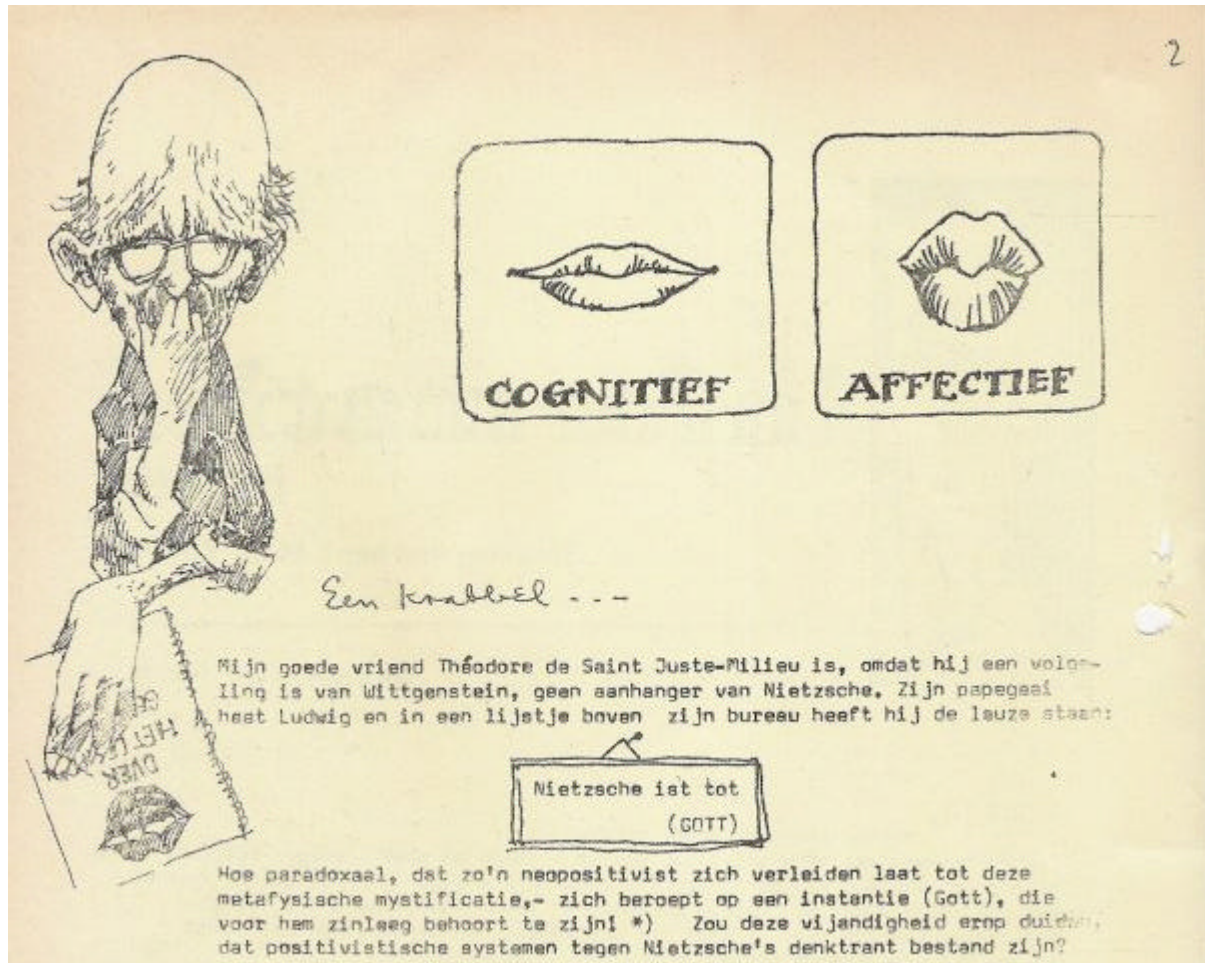 2
COGNITIEF
AFFECTIEF
Een krabbel ...-
Mijn goede vriend Théodore de Saint Juste-Milieu is, omdat hij een volge-
ling is van Wittgenstein, geen aanhanger van Nietzsche. Zijn papegaai
heet Ludwig en in een lijstje boven zijn bureau heeft hij de leuze staan:
OVER
Nietzsche ist tot
(GOTT)
Hoe paradoxaal, dat zo'n neopositivist zich verleiden laat tot deze
metafysische mystificatie,- zich beroept op een instantie (Gott), die
voor hem zinleeg behoort te zijn! *) Zou deze vijandigheid erop duiden,
dat positivistische systemen tegen Nietzsche's denktrant bestand zijn?